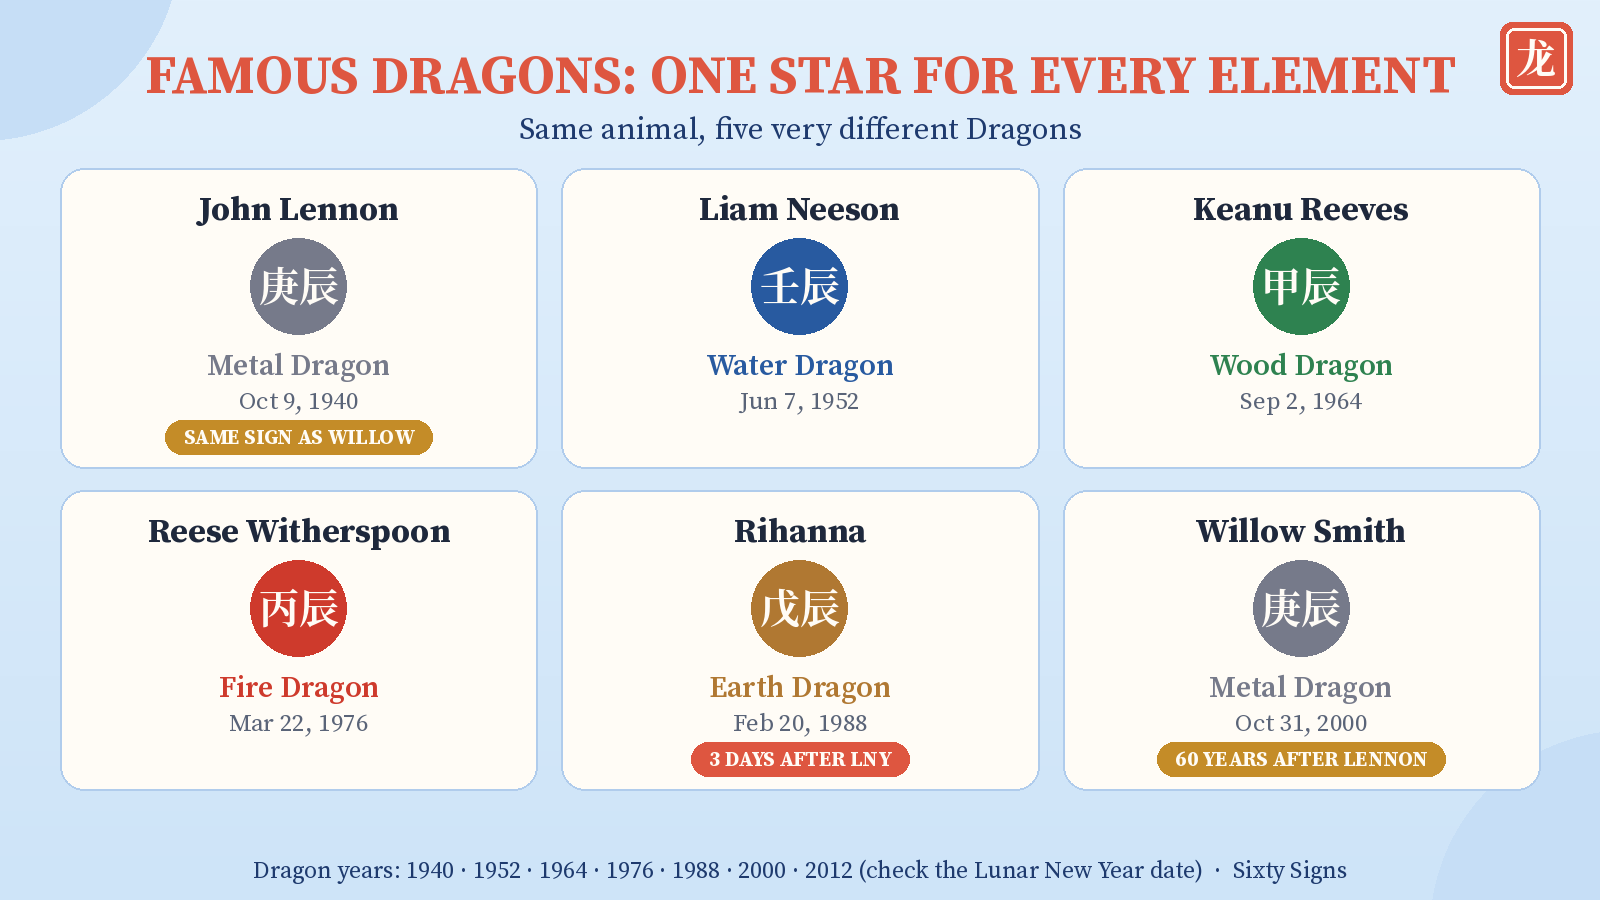 龙
FAMOUS DRAGONS: ONE STAR FOR EVERY ELEMENT
Same animal, five very different Dragons
John Lennon
庚辰
Metal Dragon
Oct 9, 1940
SAME SIGN AS WILLOW
Liam Neeson
壬辰
Water Dragon
Jun 7, 1952
Keanu Reeves
甲辰
Wood Dragon
Sep 2, 1964
Reese Witherspoon
丙辰
Fire Dragon
Mar 22, 1976
Rihanna
戊辰
Earth Dragon
Feb 20, 1988
3 DAYS AFTER LNY
Willow Smith
庚辰
Metal Dragon
Oct 31, 2000
60 YEARS AFTER LENNON
Dragon years: 1940 · 1952 · 1964 · 1976 · 1988 · 2000 · 2012 (check the Lunar New Year date) · Sixty Signs